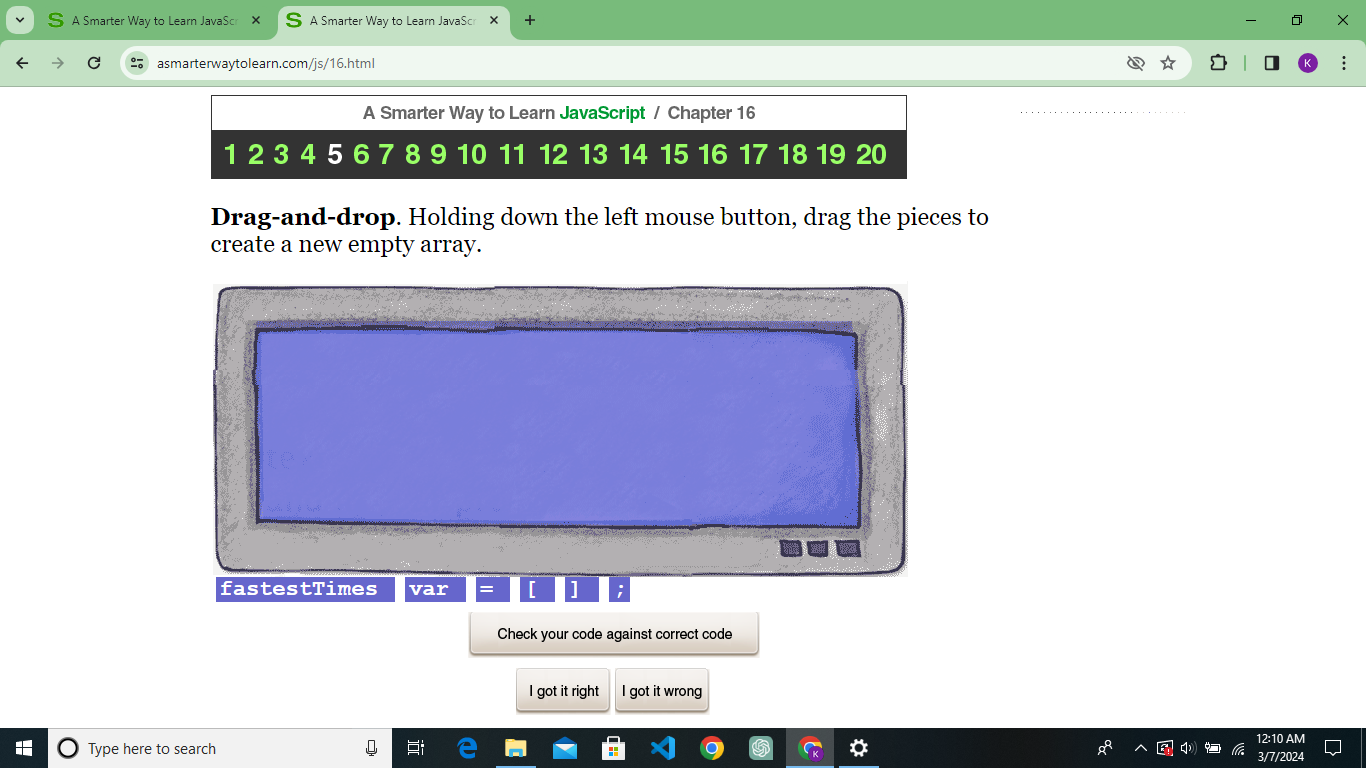 A Smarter Way to Learn JavaSc
A Smarter Way to Learn JavaSc
asmarterwaytolearn.com/js/16.html
K
A Smarter Way to Learn JavaScript / Chapter 16
1 2 3 4 5 6 7 8 9 10 11 12 13 14 15 16 17 18 19 20
Drag-and-drop. Holding down the left mouse button, drag the pieces to
create a new empty array.
fastestTimes var = [ ] ;
Check your code against correct code
I got it right I got it wrong
Type here to search
K
12:10 AM
3/7/2024